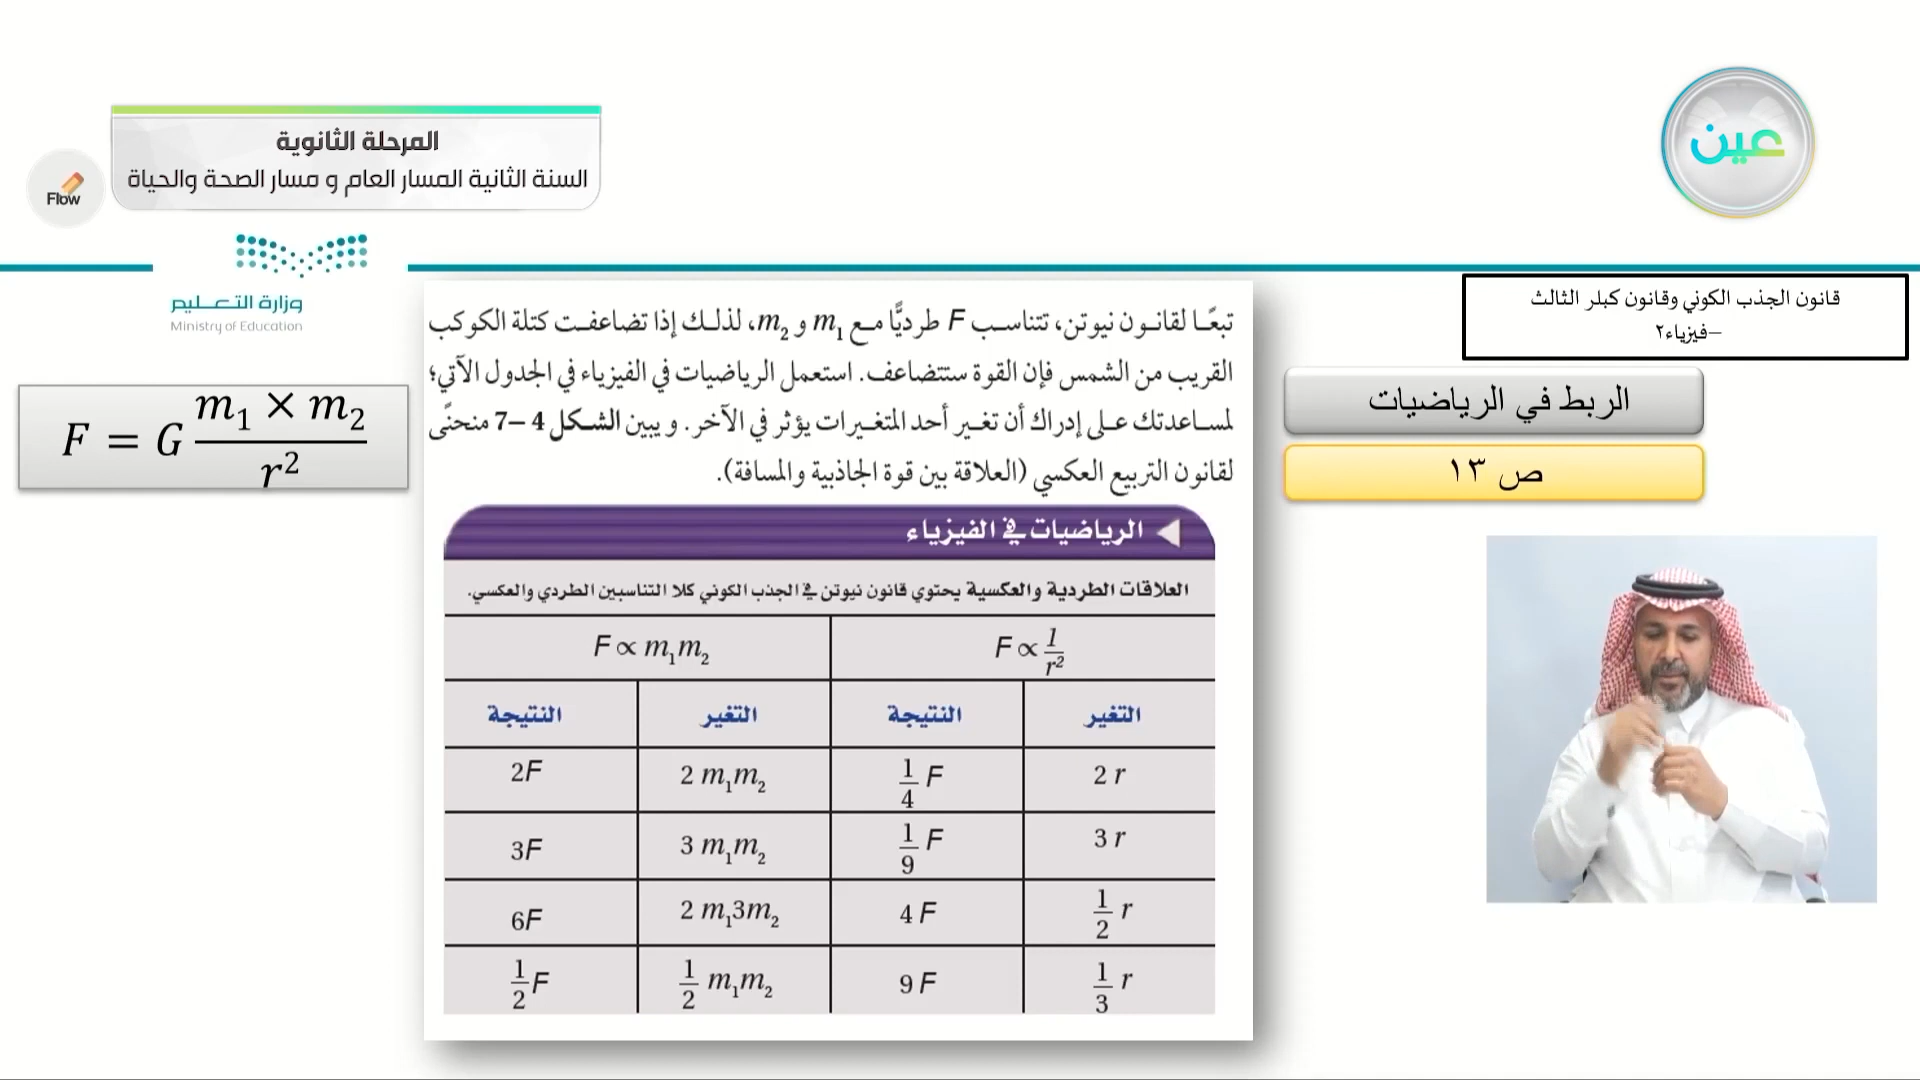 المرحلة الثانوية
السنة الثانية المسار العام و مسار الصحة والحياة
Flow
عين
وزارة التعـليم
Ministry of Education
قانون الجذب الكوني وقانون كبلر الثالث
–فيزياء٢
الربط في الرياضيات
ص ١٣
F = G m₁ × m₂ / r²
تبعًا لقانون نيوتن، تتناسب F طرديًّا مع m₁ و m₂، لذلك إذا تضاعفت كتلة الكوكب
القريب من الشمس فإن القوة ستتضاعف. استعمل الرياضيات في الفيزياء في الجدول الآتي؛
لمساعدتك على إدراك أن تغير أحد المتغيرات يؤثر في الآخر. ويبين الشكل 4 –7 منحنًى
لقانون التربيع العكسي (العلاقة بين قوة الجاذبية والمسافة).
الرياضيات في الفيزياء
العلاقات الطردية والعكسية يحتوي قانون نيوتن في الجذب الكوني كلا التناسبين الطردي والعكسي.
F ∝ 1/r² F ∝ m₁m₂
التغير النتيجة التغير النتيجة
2 r 1/4 F 2 m₁m₂ 2F
3 r 1/9 F 3 m₁m₂ 3F
1/2 r 4 F 2 m₁3m₂ 6F
1/3 r 9 F 1/2 m₁m₂ 1/2 F